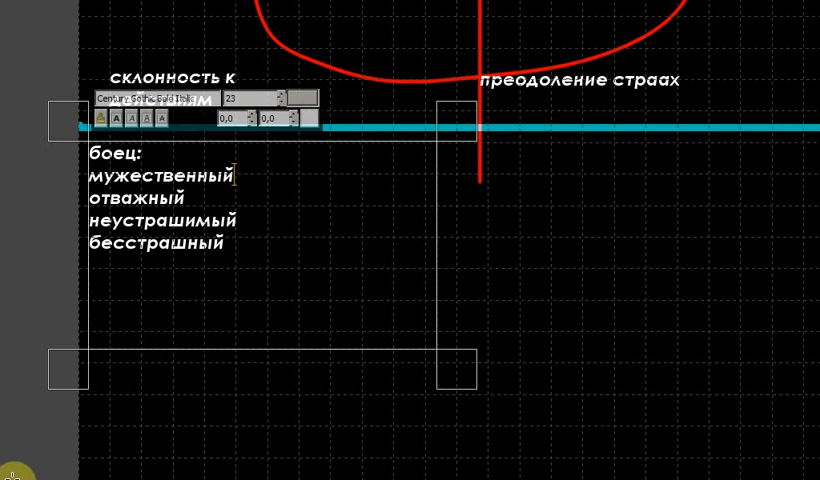 склонность к
преодоление страах
Century Gothic Bold Italic
23
0,0
0,0
боец:
мужественный
отважный
неустрашимый
бесстрашный